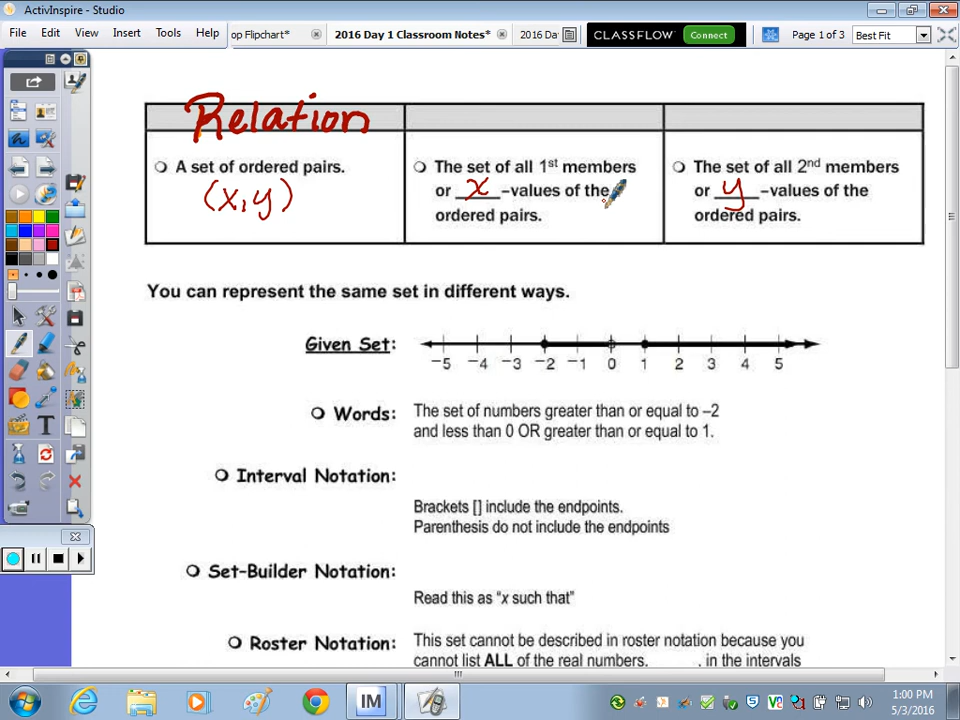 ActivInspire - Studio
File Edit View Insert Tools Help
op Flipchart* 2016 Day 1 Classroom Notes* 2016 Da
CLASSFLOW Connect
Page 1 of 3 Best Fit
Relation
A set of ordered pairs.
(x,y)
The set of all 1st members
or x -values of the
ordered pairs.
The set of all 2nd members
or y -values of the
ordered pairs.
You can represent the same set in different ways.
Given Set:
−5 −4 −3 −2 −1 0 1 2 3 4 5
Words:
The set of numbers greater than or equal to –2
and less than 0 OR greater than or equal to 1.
Interval Notation:
Brackets [] include the endpoints.
Parenthesis do not include the endpoints
Set–Builder Notation:
Read this as “x such that”
Roster Notation:
This set cannot be described in roster notation because you
cannot list ALL of the real numbers, , in the intervals
IM
1:00 PM
5/3/2016